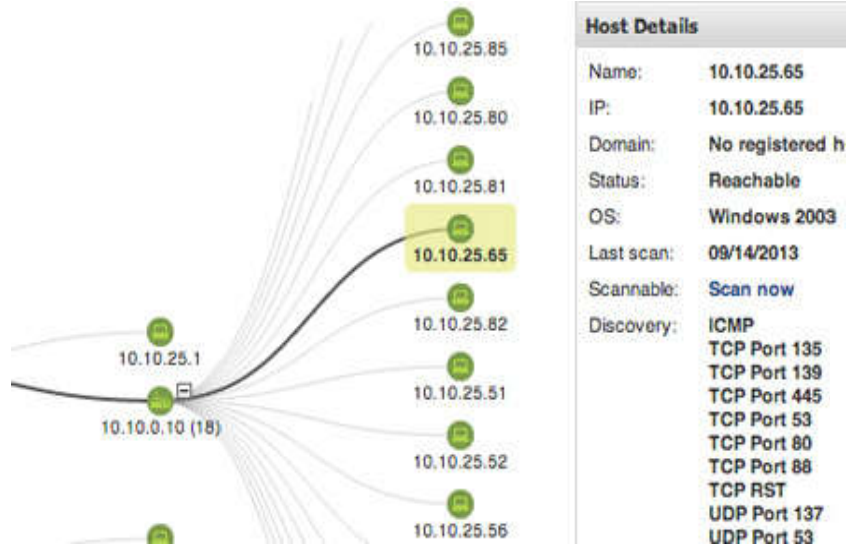 10.10.25.85
10.10.25.80
10.10.25.81
10.10.25.65
10.10.25.82
10.10.25.1
10.10.25.51
10.10.0.10 (18)
10.10.25.52
10.10.25.56
Host Details
Name: 10.10.25.65
IP: 10.10.25.65
Domain: No registered h
Status: Reachable
OS: Windows 2003
Last scan: 09/14/2013
Scannable: Scan now
Discovery: ICMP
TCP Port 135
TCP Port 139
TCP Port 445
TCP Port 53
TCP Port 80
TCP Port 88
TCP RST
UDP Port 137
UDP Port 53